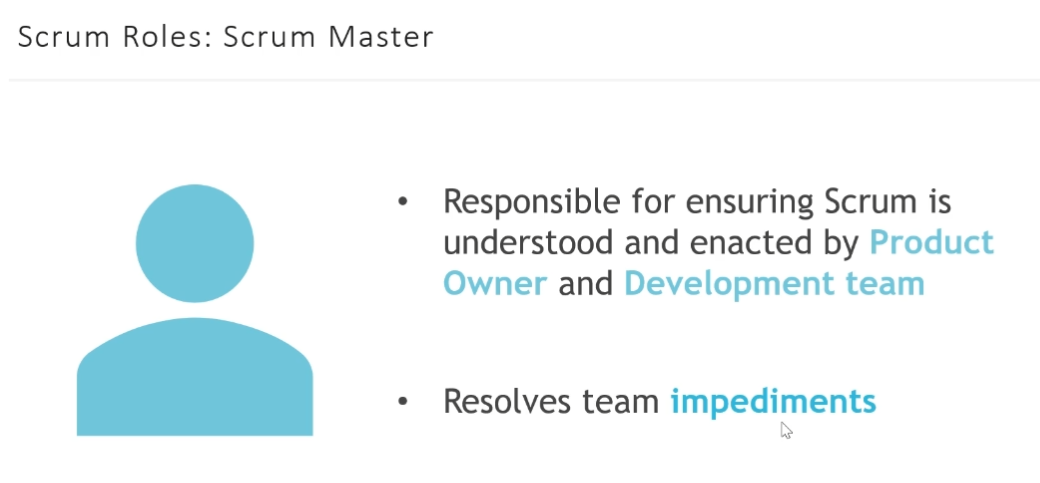 Scrum Roles: Scrum Master
• Responsible for ensuring Scrum is
understood and enacted by Product
Owner and Development team
• Resolves team impediments